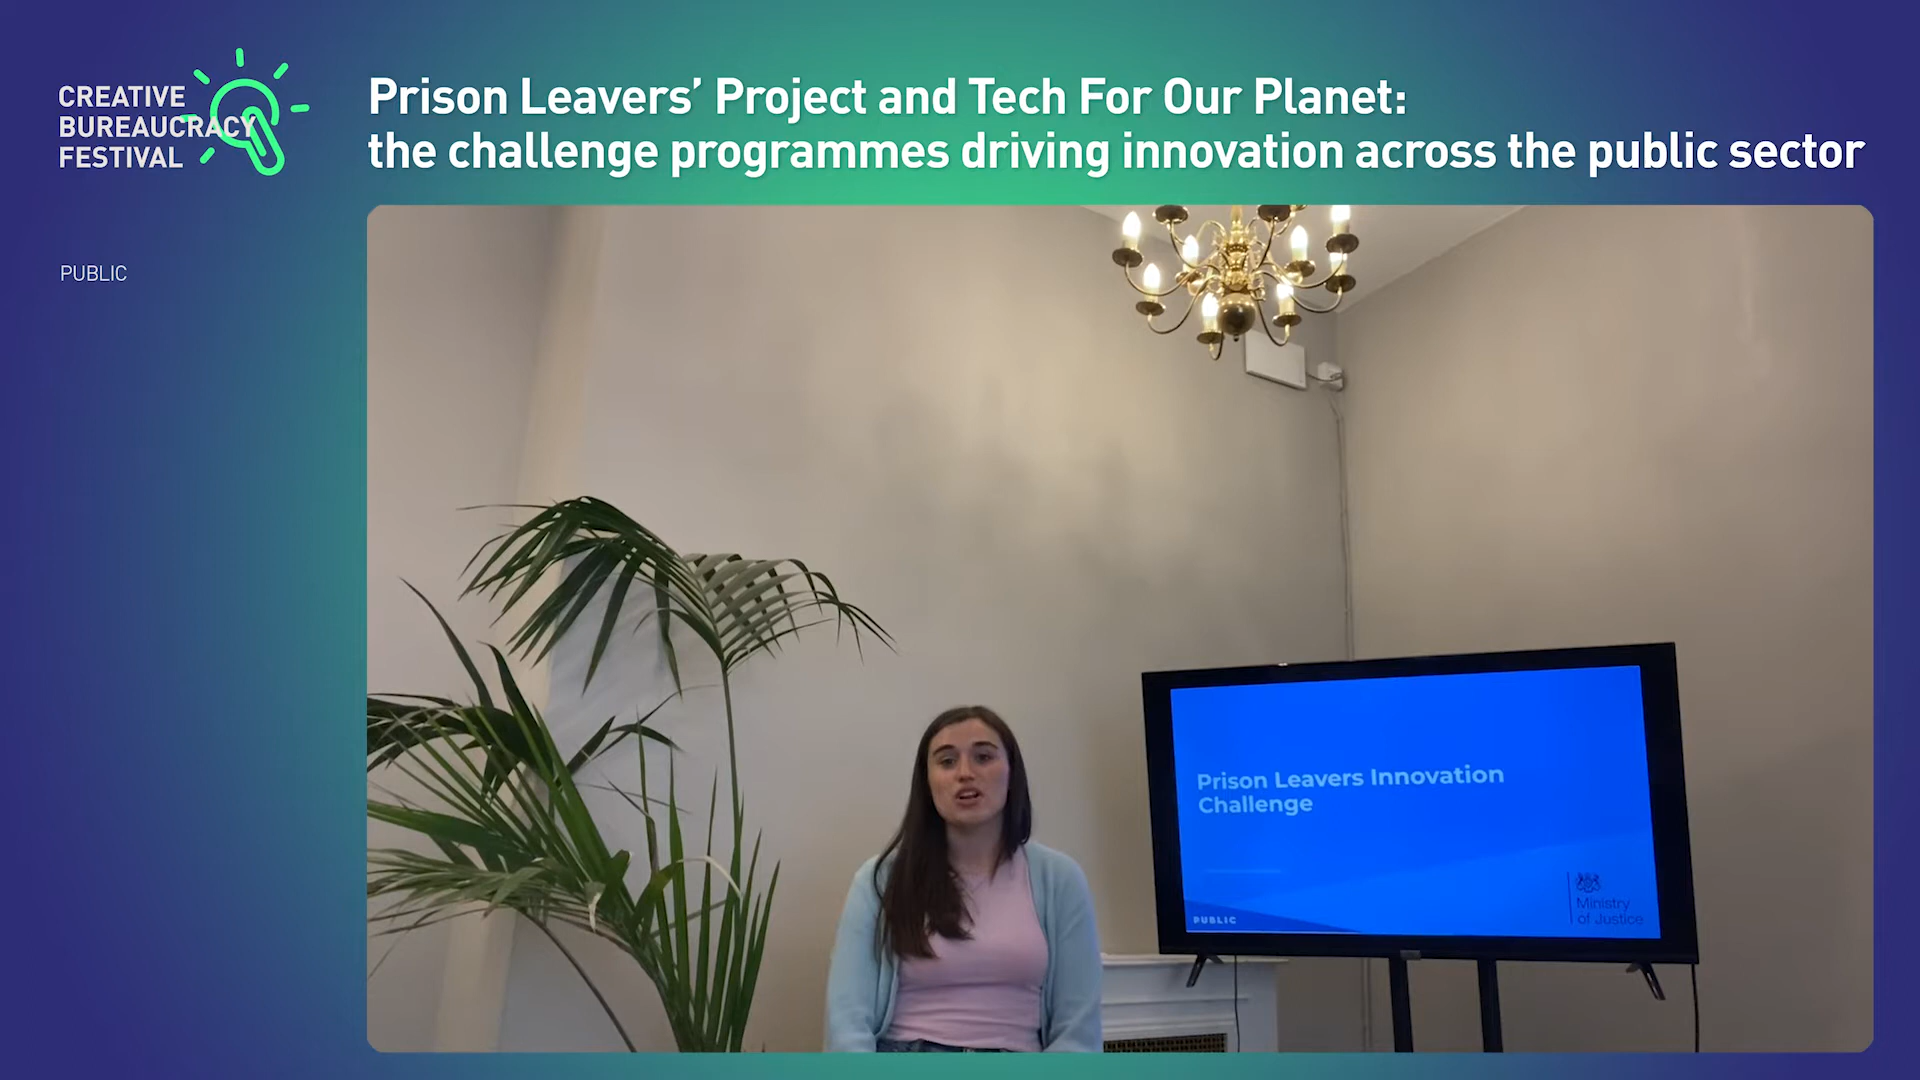 CREATIVE
BUREAUCRACY
FESTIVAL
Prison Leavers’ Project and Tech For Our Planet:
the challenge programmes driving innovation across the public sector
PUBLIC
Prison Leavers Innovation
Challenge
PUBLIC
Ministry
of Justice